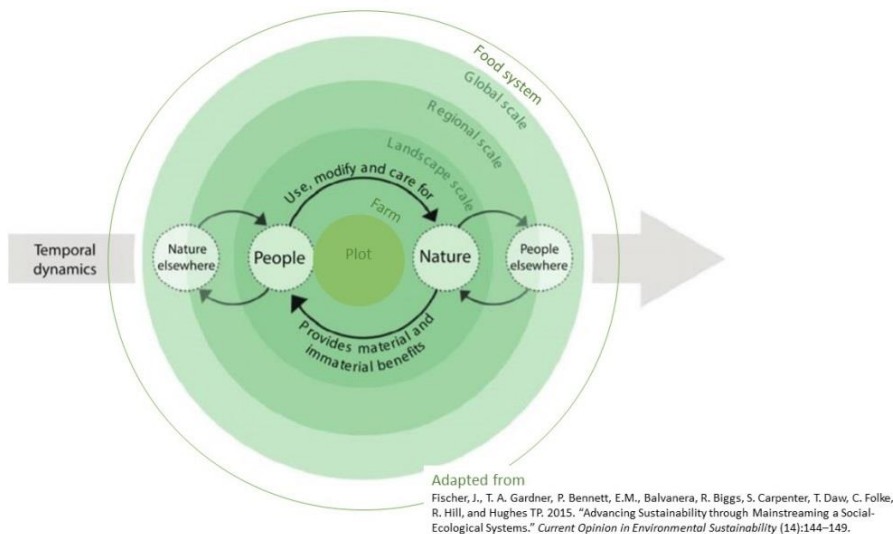 Food system
Global scale
Regional scale
Landscape scale
Use, modify and care for
Farm
Temporal
dynamics
Nature
elsewhere
People
Plot
Nature
People
elsewhere
Provides material and
immaterial benefits
Adapted from
Fischer, J., T. A. Gardner, P. Bennett, E.M., Balvanera, R. Biggs, S. Carpenter, T. Daw, C. Folke,
R. Hill, and Hughes TP. 2015. “Advancing Sustainability through Mainstreaming a Social-
Ecological Systems.” Current Opinion in Environmental Sustainability (14):144–149.